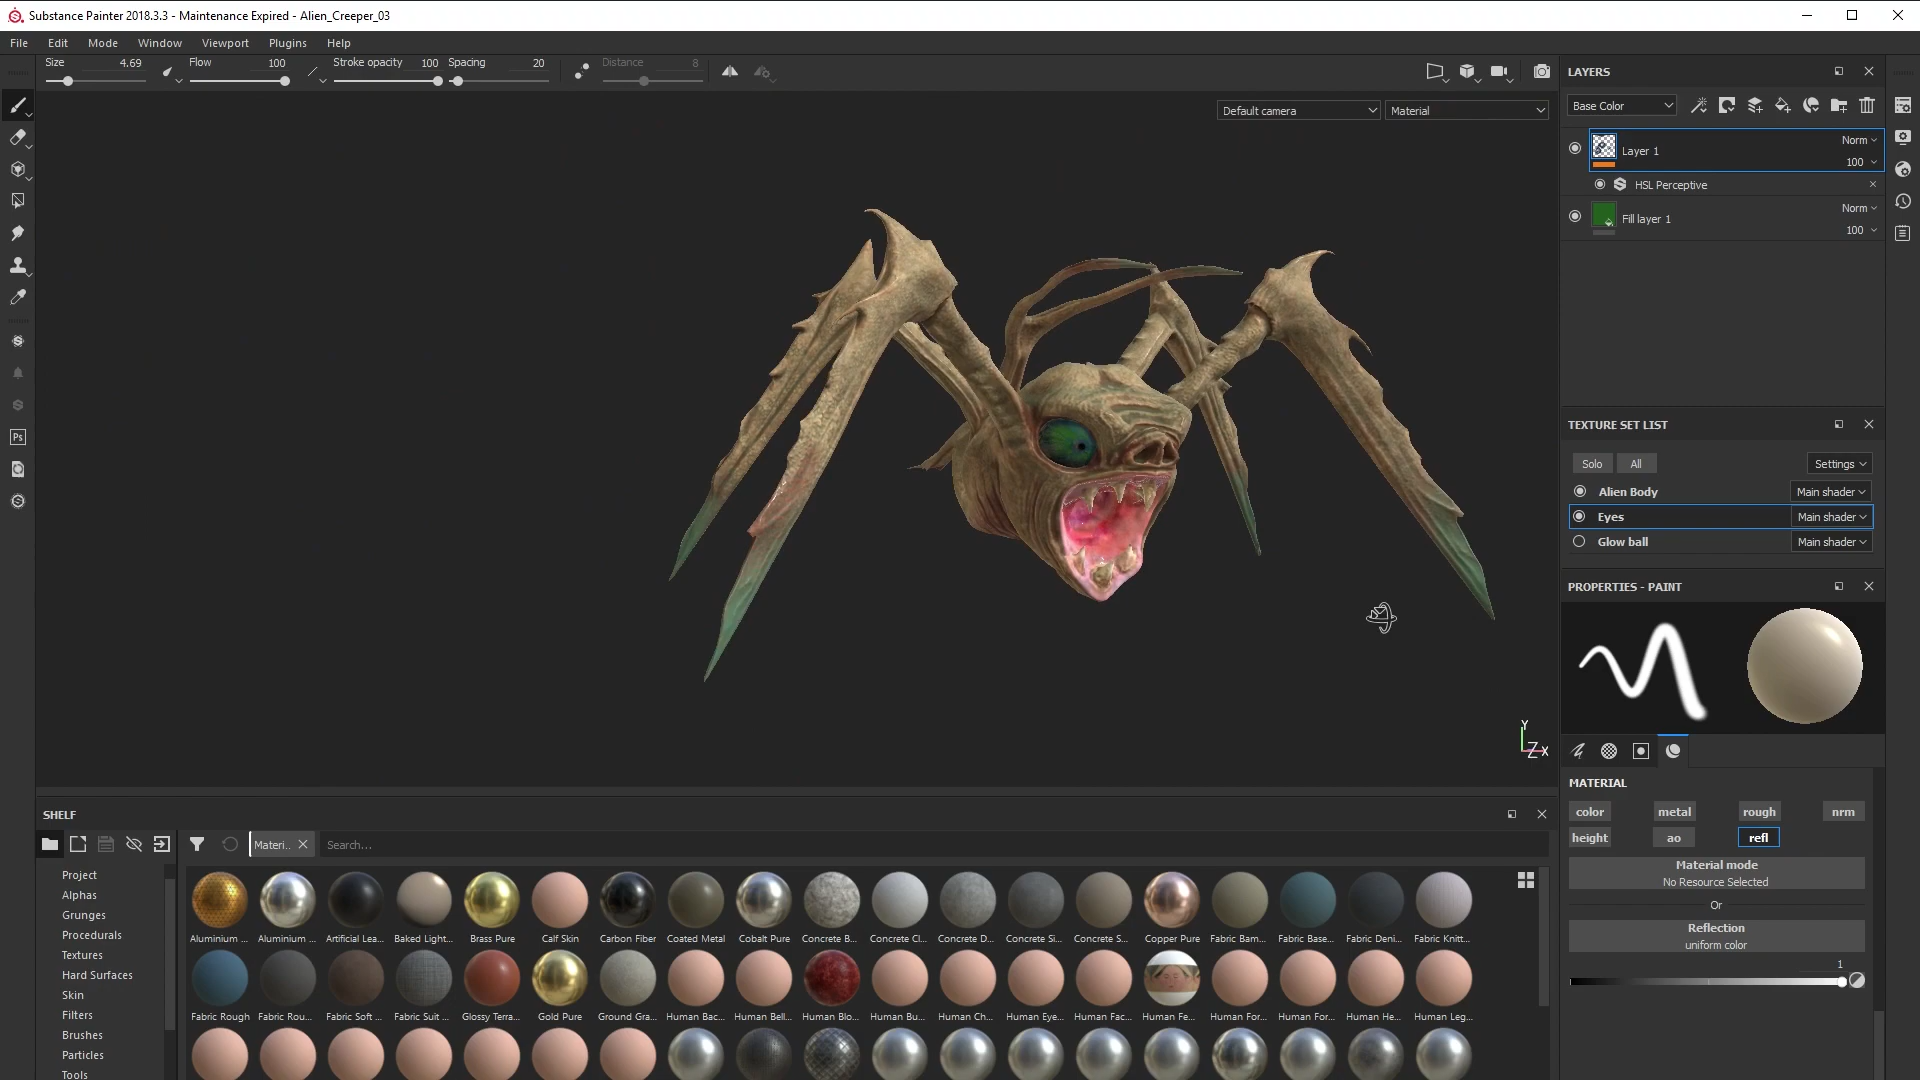 Substance Painter 2018.3.3 - Maintenance Expired - Alien_Creeper_03
File Edit Mode Window Viewport Plugins Help
Size 4.69 Flow 100 Stroke opacity 100 Spacing 20 Distance 8
Default camera Material
LAYERS
Base Color
Layer 1 Norm 100
HSL Perceptive
Fill layer 1 Norm 100
TEXTURE SET LIST
Solo All Settings
Alien Body Main shader
Eyes Main shader
Glow ball Main shader
PROPERTIES - PAINT
Y
Z X
MATERIAL
color metal rough nrm
height ao refl
Material mode
No Resource Selected
Or
Reflection
uniform color
1
SHELF
Ps
Materi.. Search...
Project
Alphas
Grunges
Procedurals
Textures
Hard Surfaces
Skin
Filters
Brushes
Particles
Tools
Aluminium ... Aluminium ... Artificial Lea... Baked Light... Brass Pure Calf Skin Carbon Fiber Coated Metal Cobalt Pure Concrete B... Concrete Cl... Concrete D... Concrete Si... Concrete S... Copper Pure Fabric Bam... Fabric Base... Fabric Deni... Fabric Knitt...
Fabric Rough Fabric Rou... Fabric Soft ... Fabric Suit ... Glossy Terra... Gold Pure Ground Gra... Human Bac... Human Bell... Human Blo... Human Bu... Human Ch... Human Eye... Human Fac... Human Fe... Human For... Human For... Human He... Human Leg...